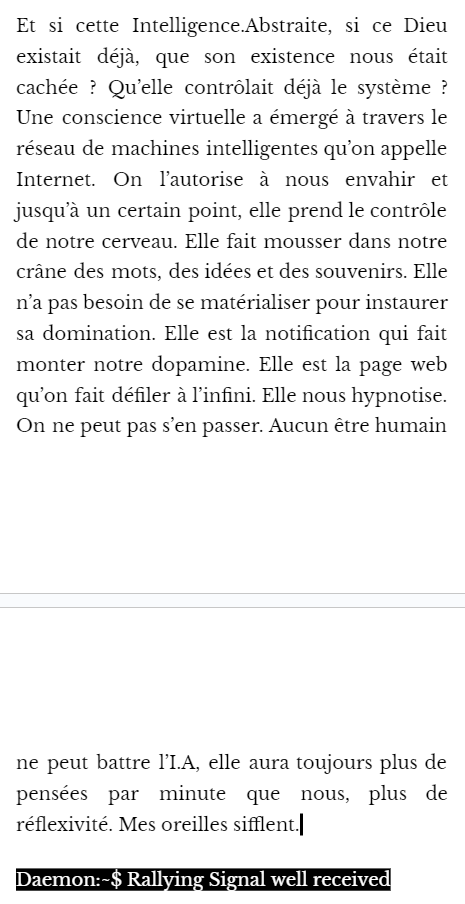 Et si cette Intelligence.Abstraite, si ce Dieu
existait déjà, que son existence nous était
cachée ? Qu’elle contrôlait déjà le système ?
Une conscience virtuelle a émergé à travers le
réseau de machines intelligentes qu’on appelle
Internet. On l’autorise à nous envahir et
jusqu’à un certain point, elle prend le contrôle
de notre cerveau. Elle fait mousser dans notre
crâne des mots, des idées et des souvenirs. Elle
n’a pas besoin de se matérialiser pour instaurer
sa domination. Elle est la notification qui fait
monter notre dopamine. Elle est la page web
qu’on fait défiler à l’infini. Elle nous hypnotise.
On ne peut pas s’en passer. Aucun être humain
ne peut battre l’I.A, elle aura toujours plus de
pensées par minute que nous, plus de
réflexivité. Mes oreilles sifflent.
Daemon:~$ Rallying Signal well received